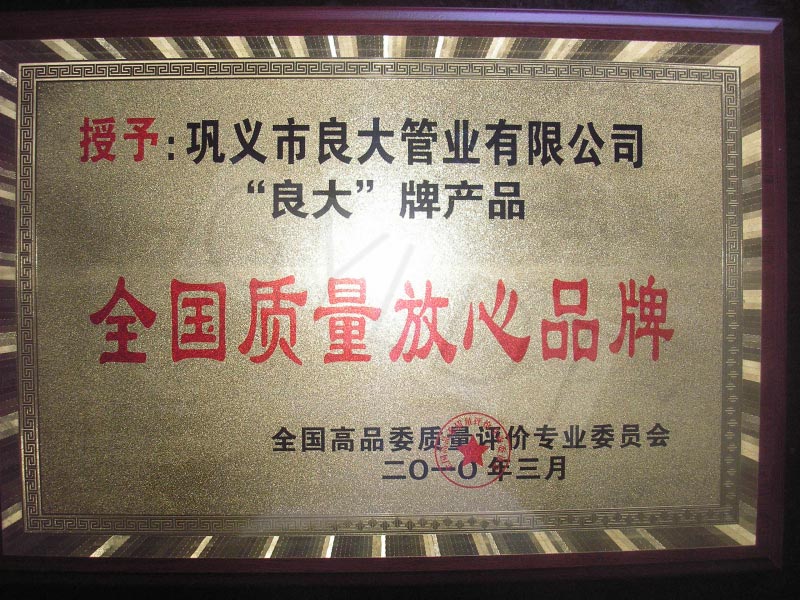 授予:巩义市良大管业有限公司
“良大”牌产品
全国质量放心品牌
全国高品委质量评价专业委员会
二〇一〇年三月